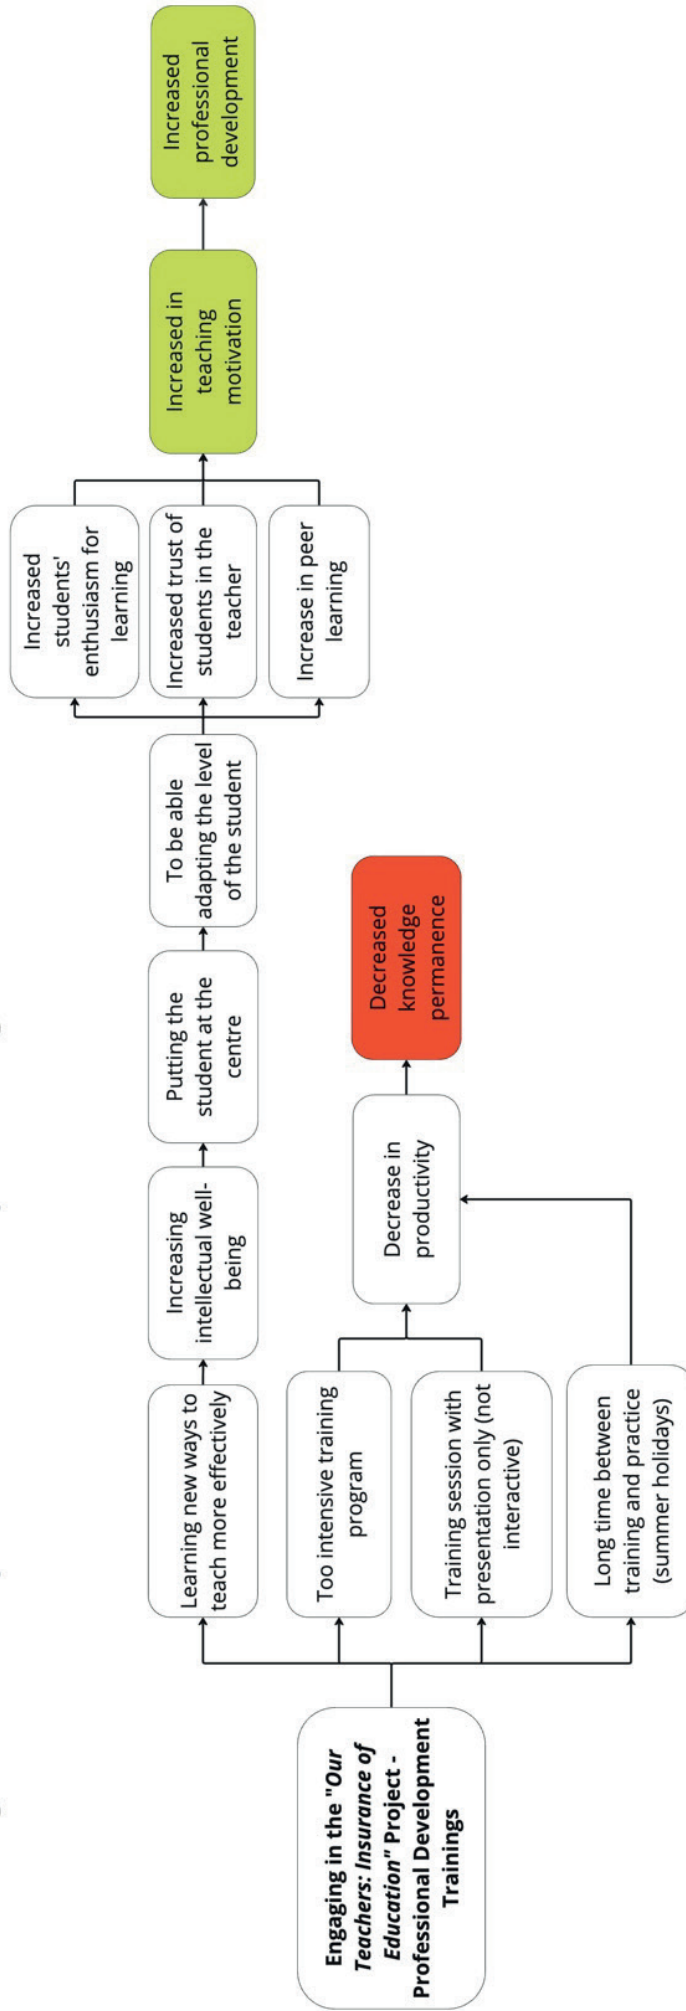 Engaging in the "Our
Teachers: Insurance of
Education" Project -
Professional Development
Trainings
Learning new ways to
teach more effectively
Increasing
intellectual well-
being
Putting the
student at the
centre
To be able
adapting the level
of the student
Increased
students'
enthusiasm for
learning
Increased trust of
students in the
teacher
Increase in peer
learning
Increased in
teaching
motivation
Increased
professional
development
Too intensive training
program
Training session with
presentation only (not
interactive)
Long time between
training and practice
(summer holidays)
Decrease in
productivity
Decreased
knowledge
permanence